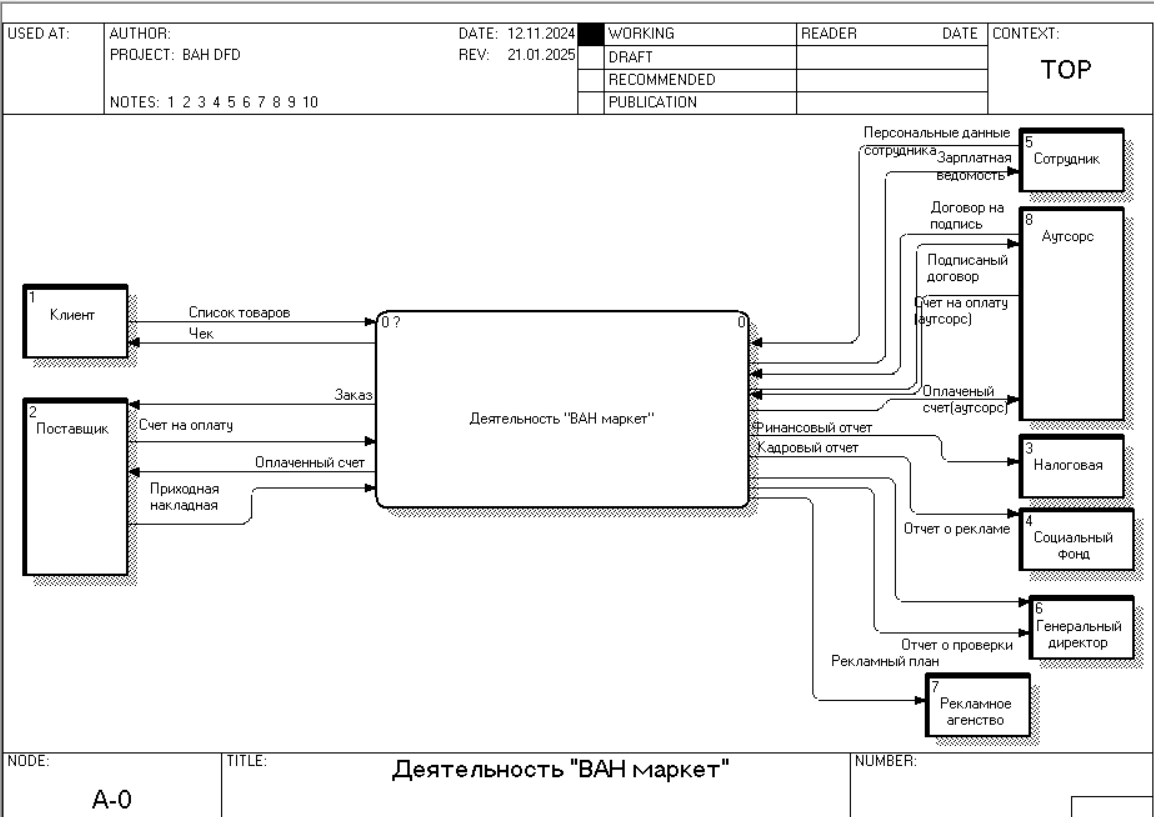 USED AT:
AUTHOR:
DATE: 12.11.2024
PROJECT: ВАН DFD
REV: 21.01.2025
NOTES: 1 2 3 4 5 6 7 8 9 10
WORKING
DRAFT
RECOMMENDED
PUBLICATION
READER
DATE
CONTEXT:
TOP
Персональные данные
сотрудника
Зарплатная
ведомость
5
Сотрудник
Договор на
подпись
8
Аутсорс
Подписаный
договор
Счет на оплату
(аутсорс)
Оплаченый
счет(аутсорс)
1
Клиент
Список товаров
Чек
2
Поставщик
Заказ
Счет на оплату
Оплаченный счет
Приходная
накладная
0 ?
0
Деятельность "ВАН маркет"
Финансовый отчет
Кадровый отчет
3
Налоговая
Отчет о рекламе
4
Социальный
фонд
6
Генеральный
директор
Отчет о проверки
Рекламный план
7
Рекламное
агенство
NODE:
A-0
TITLE:
Деятельность "ВАН маркет"
NUMBER: